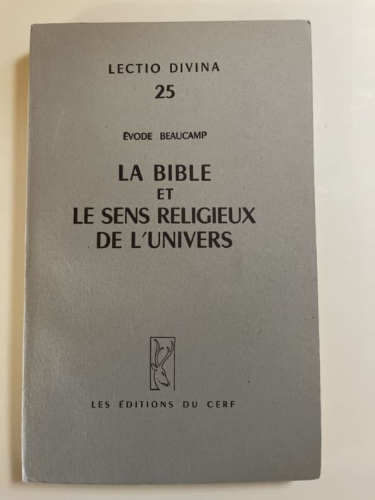 LECTIO DIVINA
25
ÉVODE BEAUCAMP
LA BIBLE
ET
LE SENS RELIGIEUX
DE L'UNIVERS
LES ÉDITIONS DU CERF